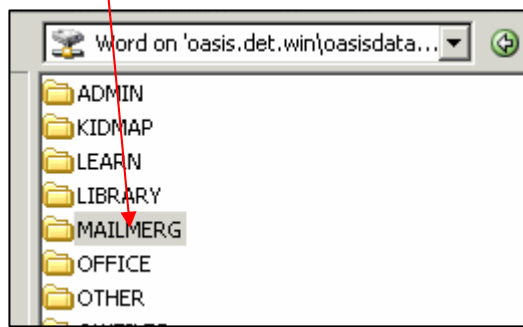 Word on 'oasis.det.win\oasisdata...
ADMIN
KIDMAP
LEARN
LIBRARY
MAILMERG
OFFICE
OTHER